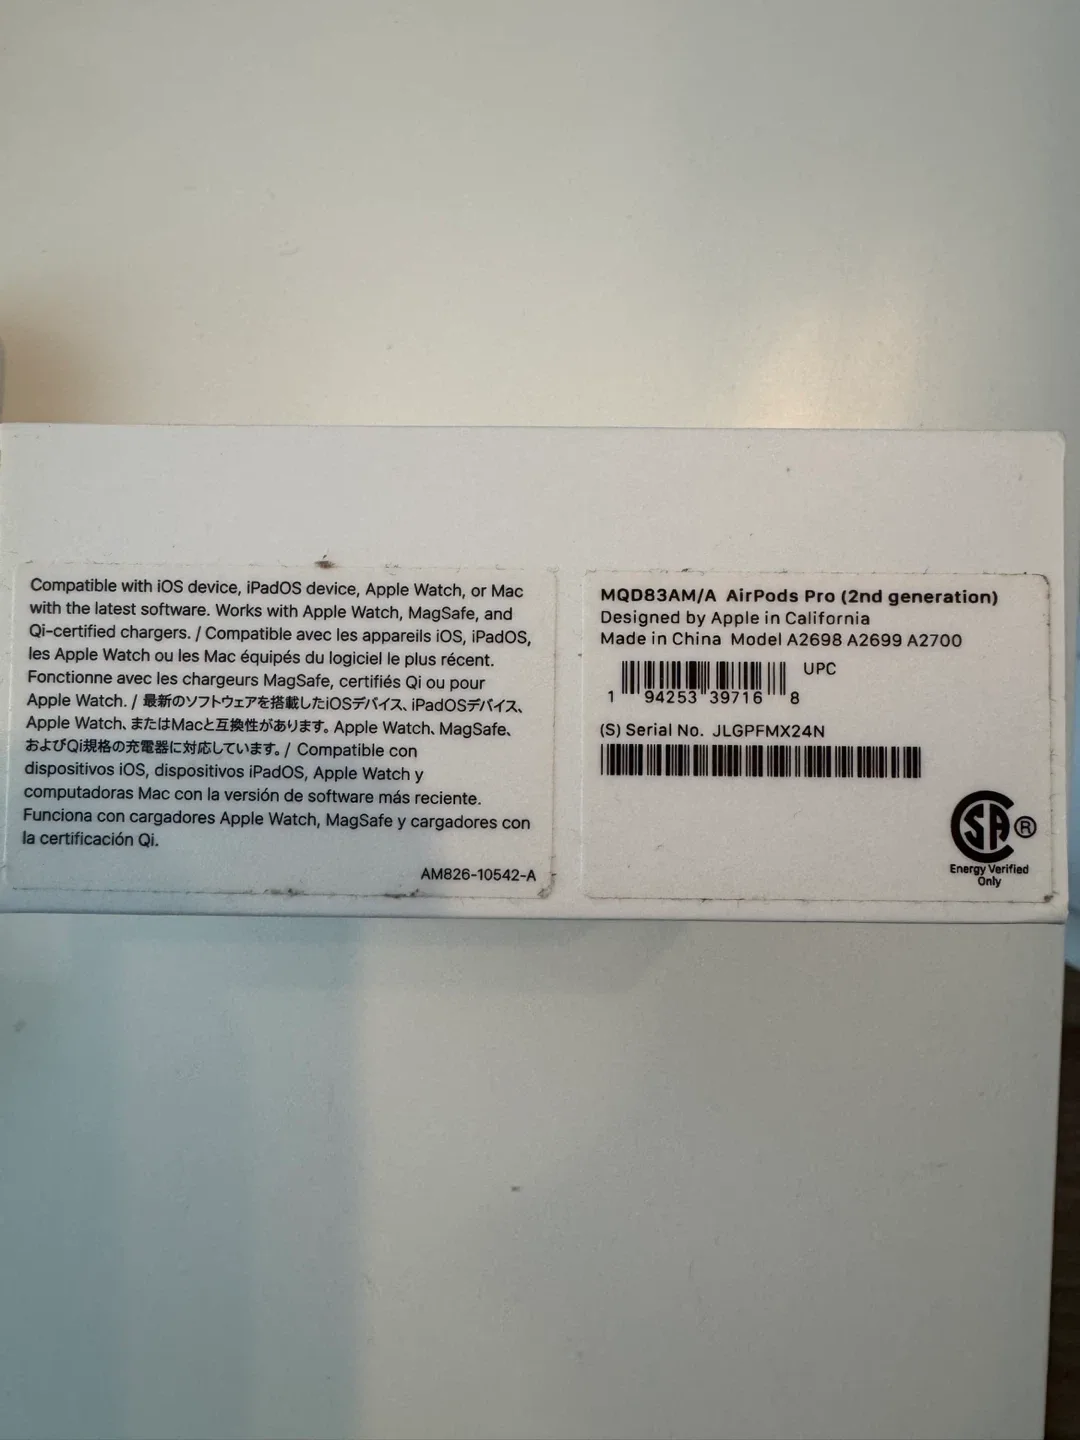 Compatible with iOS device, iPadOS device, Apple Watch, or Mac
with the latest software. Works with Apple Watch, MagSafe, and
Qi-certified chargers. / Compatible avec les appareils iOS, iPadOS,
les Apple Watch ou les Mac équipés du logiciel le plus récent.
Fonctionne avec les chargeurs MagSafe, certifiés Qi ou pour
Apple Watch. / 最新のソフトウェアを搭載したiOSデバイス、iPadOSデバイス、
Apple Watch、またはMacと互換性があります。Apple Watch、MagSafe、
およびQi規格の充電器に対応しています。/ Compatible con
dispositivos iOS, dispositivos iPadOS, Apple Watch y
computadoras Mac con la versión de software más reciente.
Funciona con cargadores Apple Watch, MagSafe y cargadores con
la certificación Qi.
AM826-10542-A
MQD83AM/A AirPods Pro (2nd generation)
Designed by Apple in California
Made in China Model A2698 A2699 A2700
UPC
1 94253 39716 8
(S) Serial No. JLGPFMX24N
SA ®
Energy Verified
Only